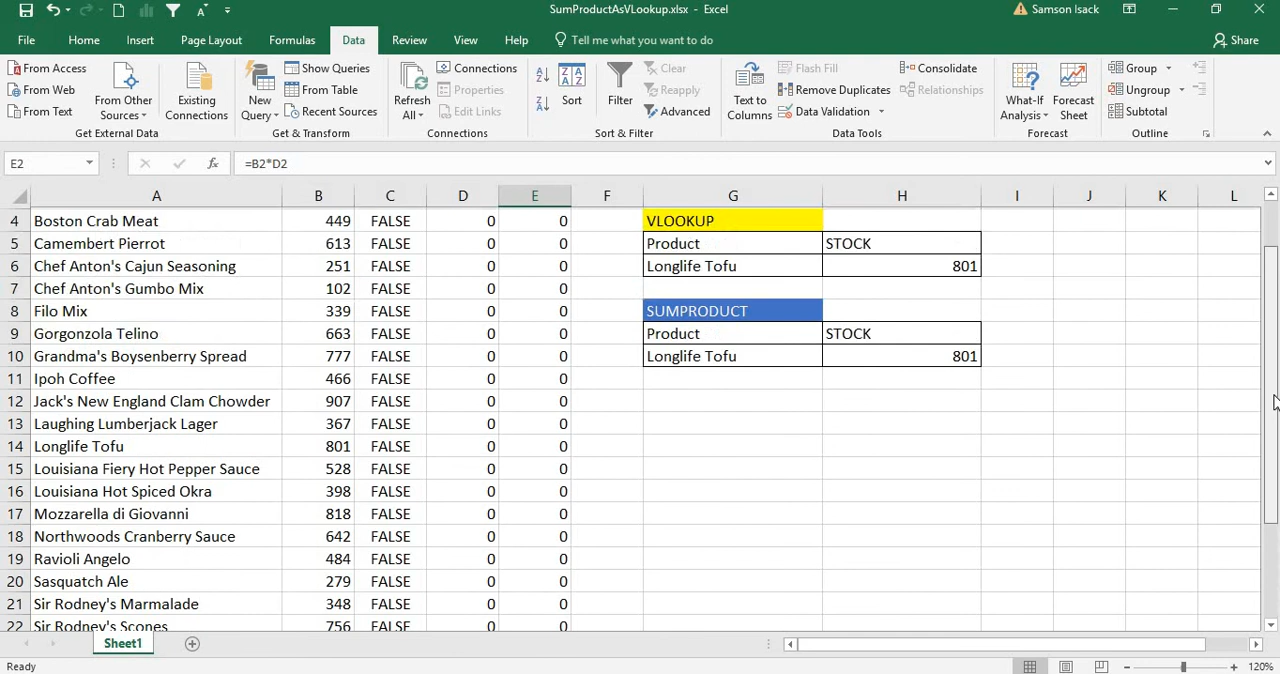 SumProductAsVLookup.xlsx - Excel
Samson Isack
File Home Insert Page Layout Formulas Data Review View Help Tell me what you want to do Share
From Access
From Web
From Text
From Other Sources
Existing Connections
Get External Data
New Query
Show Queries
From Table
Recent Sources
Get & Transform
Refresh All
Connections
Properties
Edit Links
Connections
Sort
Filter
Clear
Reapply
Advanced
Sort & Filter
Text to Columns
Flash Fill
Remove Duplicates
Data Validation
Consolidate
Relationships
Data Tools
What-If Analysis
Forecast Sheet
Forecast
Group
Ungroup
Subtotal
Outline
E2 fx =B2*D2
A B C D E F G H I J K L
4 Boston Crab Meat 449 FALSE 0 0 VLOOKUP
5 Camembert Pierrot 613 FALSE 0 0 Product STOCK
6 Chef Anton's Cajun Seasoning 251 FALSE 0 0 Longlife Tofu 801
7 Chef Anton's Gumbo Mix 102 FALSE 0 0
8 Filo Mix 339 FALSE 0 0 SUMPRODUCT
9 Gorgonzola Telino 663 FALSE 0 0 Product STOCK
10 Grandma's Boysenberry Spread 777 FALSE 0 0 Longlife Tofu 801
11 Ipoh Coffee 466 FALSE 0 0
12 Jack's New England Clam Chowder 907 FALSE 0 0
13 Laughing Lumberjack Lager 367 FALSE 0 0
14 Longlife Tofu 801 FALSE 0 0
15 Louisiana Fiery Hot Pepper Sauce 528 FALSE 0 0
16 Louisiana Hot Spiced Okra 398 FALSE 0 0
17 Mozzarella di Giovanni 818 FALSE 0 0
18 Northwoods Cranberry Sauce 642 FALSE 0 0
19 Ravioli Angelo 484 FALSE 0 0
20 Sasquatch Ale 279 FALSE 0 0
21 Sir Rodney's Marmalade 348 FALSE 0 0
22 Sir Rodney's Scones 756 FALSE 0 0
Sheet1
Ready 120%